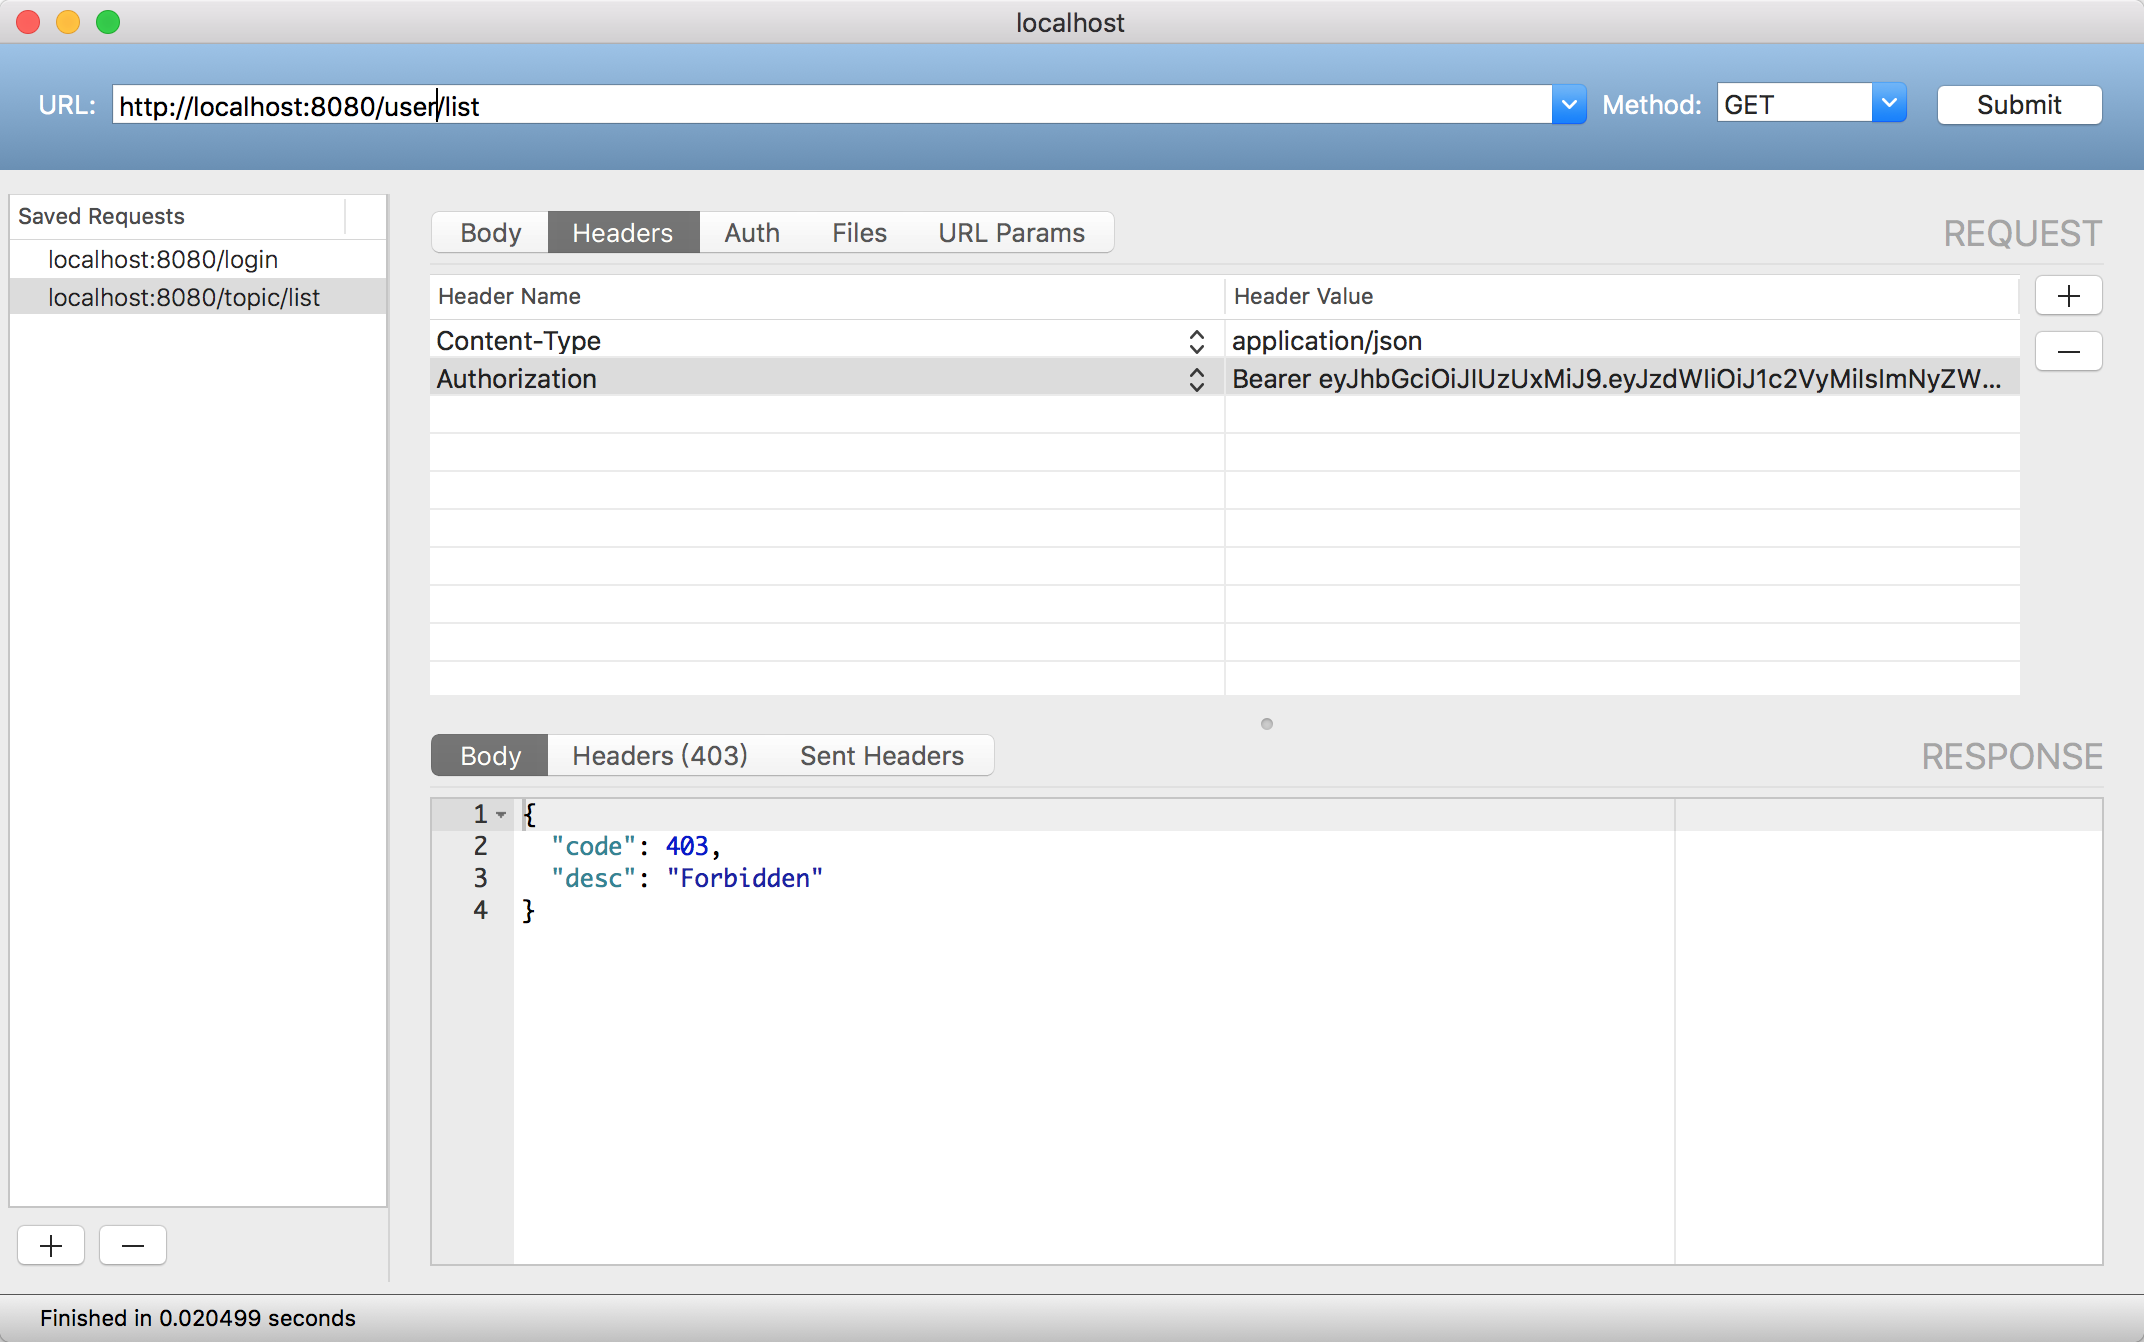 localhost
URL: http://localhost:8080/user/list Method: GET Submit
Saved Requests
localhost:8080/login
localhost:8080/topic/list
Body Headers Auth Files URL Params REQUEST
Header Name Header Value
Content-Type application/json
Authorization Bearer eyJhbGciOiJIUzUxMiJ9.eyJzdWIiOiJ1c2VyMiIsImNyZW...
Body Headers (403) Sent Headers RESPONSE
1 {
2 "code": 403,
3 "desc": "Forbidden"
4 }
Finished in 0.020499 seconds